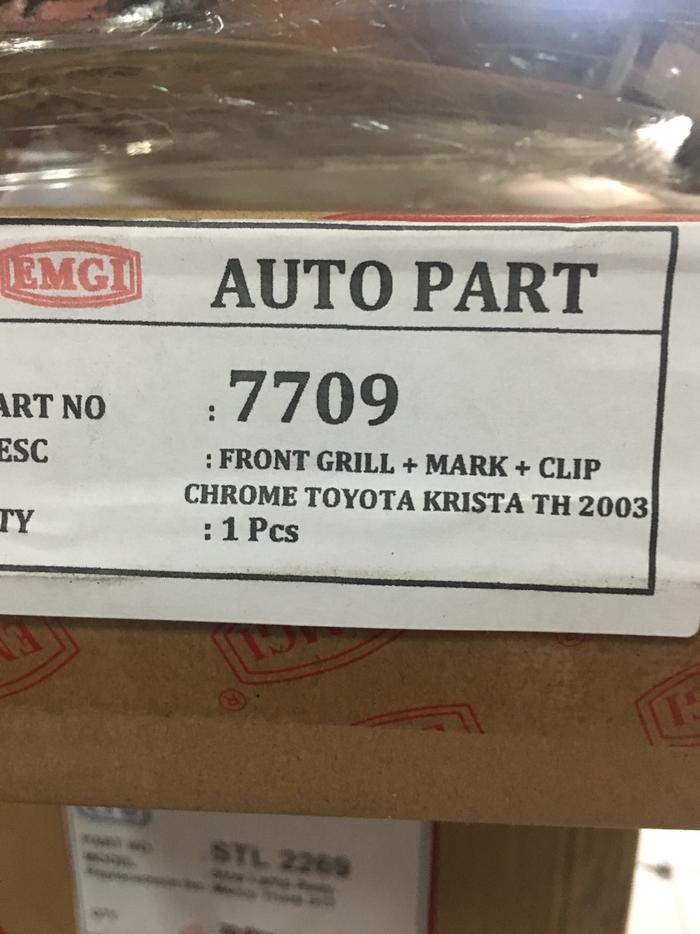 EMGI AUTO PART
ART NO : 7709
ESC : FRONT GRILL + MARK + CLIP
CHROME TOYOTA KRISTA TH 2003
TY : 1 Pcs
EMGI
®
STL 2269